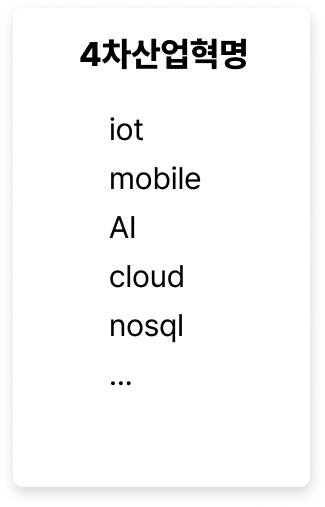 4차산업혁명
iot
mobile
AI
cloud
nosql
...